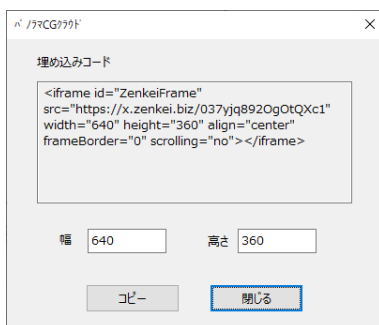 パノラマCGクラウド
埋め込みコード
<iframe id="ZenkeiFrame"
src="https://x.zenkei.biz/037yjq892OgOtQXc1"
width="640" height="360" align="center"
frameBorder="0" scrolling="no"></iframe>
幅 640 高さ 360
コピー 閉じる